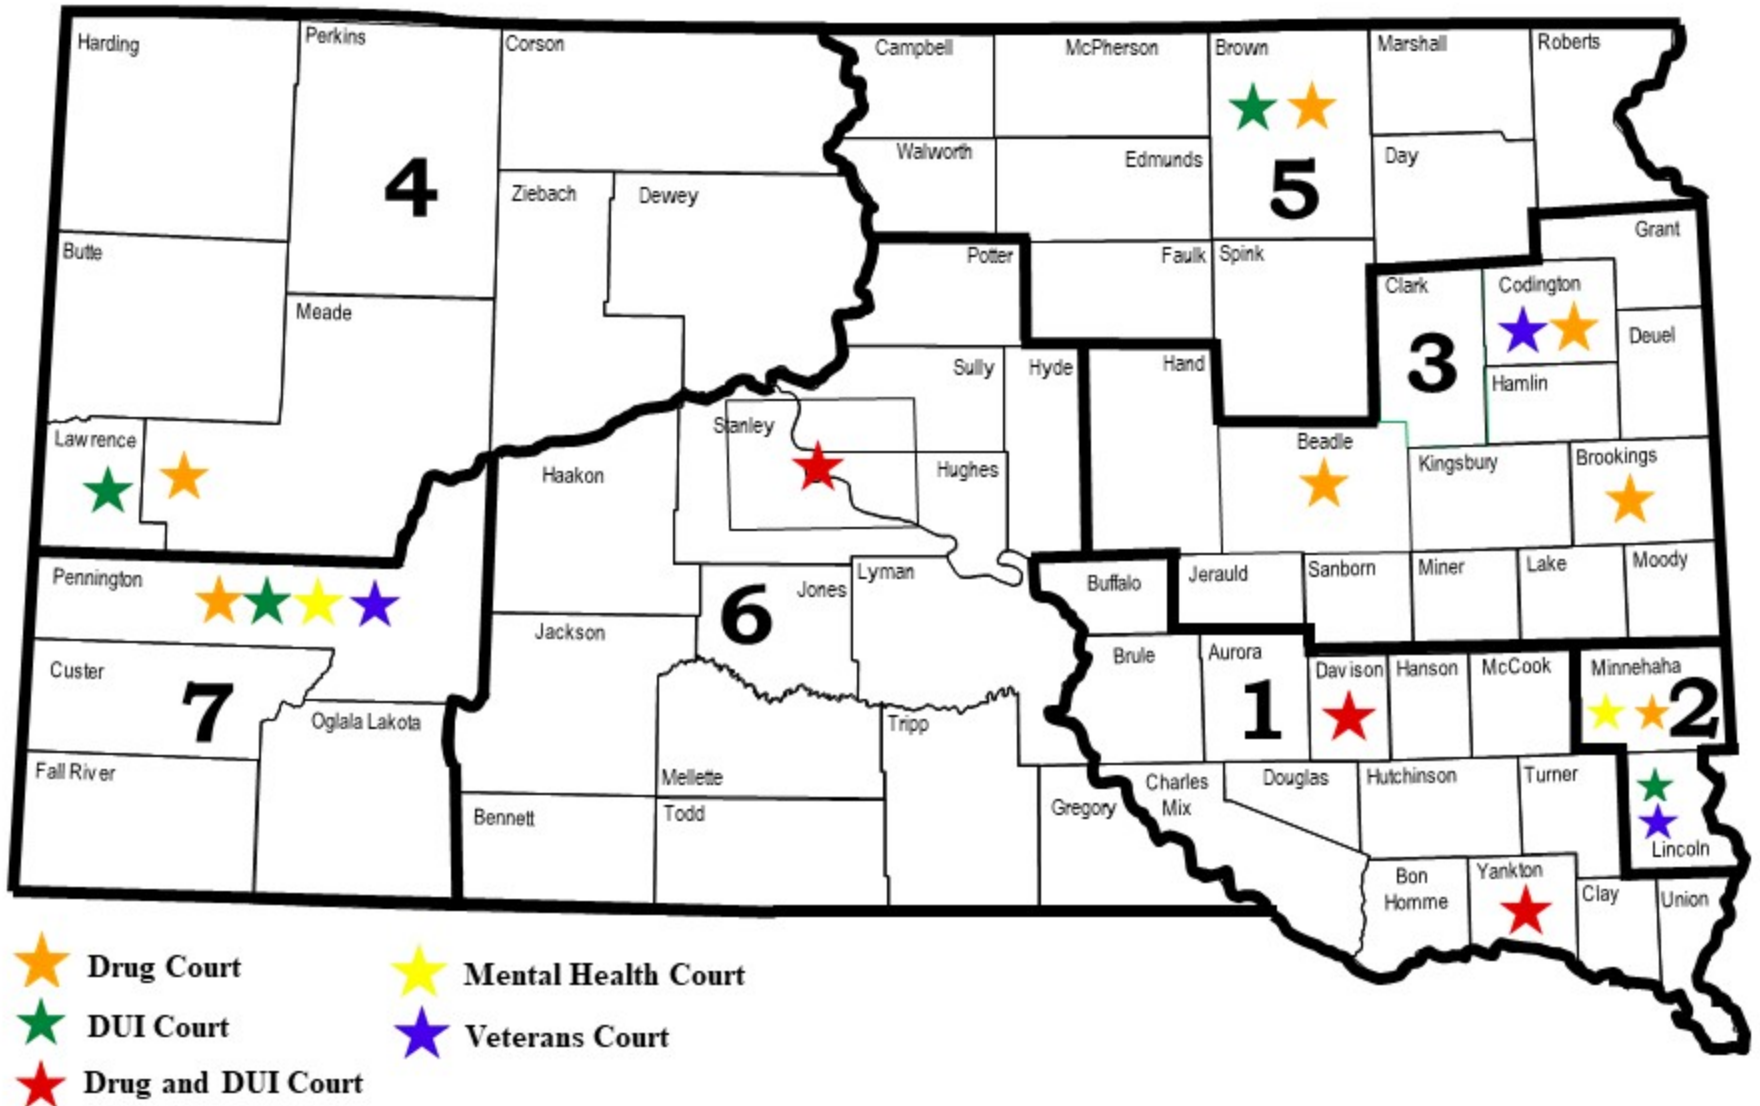 Harding
Perkins
Corson
Campbell
McPherson
Brown
Marshall
Roberts
4
Ziebach
Dewey
Walworth
Edmunds
5
Day
Butte
Meade
Potter
Faulk
Spink
Grant
Clark
Codington
3
Deuel
Sully
Hyde
Hand
Hamlin
Lawrence
Stanley
Haakon
Hughes
Beadle
Kingsbury
Brookings
Pennington
Jones
Lyman
6
Buffalo
Jerauld
Sanborn
Miner
Lake
Moody
Custer
7
Oglala Lakota
Jackson
Brule
Aurora
1
Davison
Hanson
McCook
Minnehaha
2
Fall River
Mellette
Tripp
Bennett
Todd
Gregory
Charles
Mix
Douglas
Hutchinson
Turner
Lincoln
Bon
Homme
Yankton
Clay
Union
Drug Court
DUI Court
Drug and DUI Court
Mental Health Court
Veterans Court